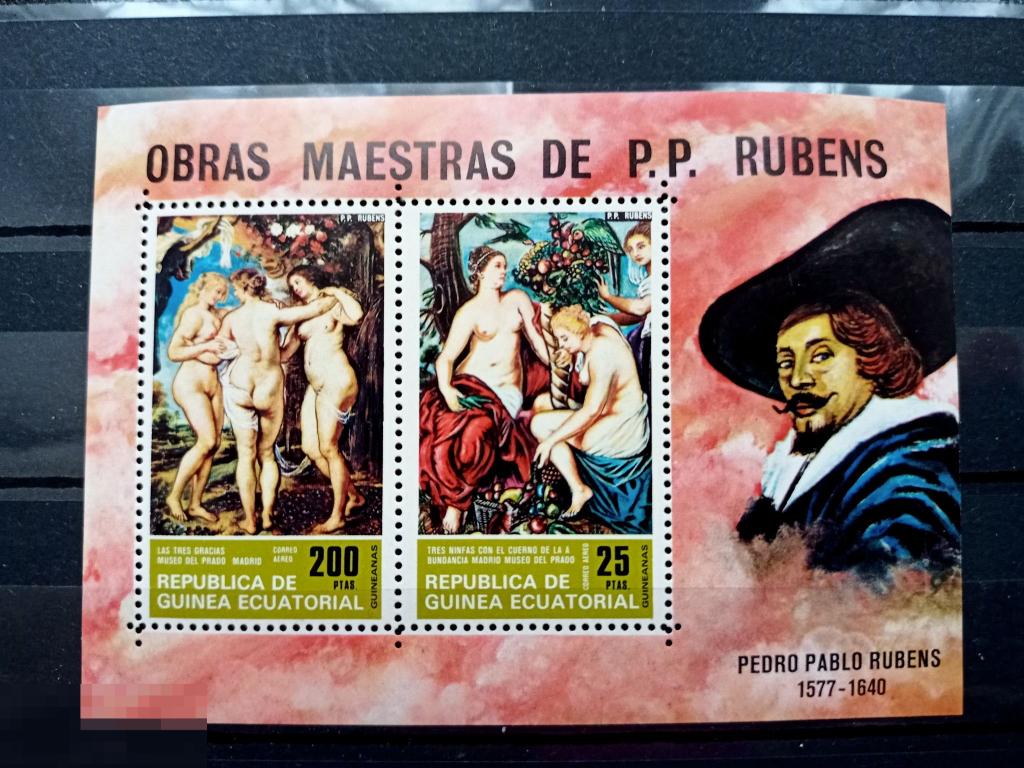 OBRAS MAESTRAS DE P.P. RUBENS
P.P. RUBENS
LAS TRES GRACIAS
MUSEO DEL PRADO MADRID
CORREO
AEREO
200
PTAS.
GUINEANAS
REPUBLICA DE
GUINEA ECUATORIAL
P.P. RUBENS
TRES NINFAS CON EL CUERNO DE LA A
BUNDANCIA MADRID MUSEO DEL PRADO
CORREO AEREO
25
PTAS.
GUINEANAS
REPUBLICA DE
GUINEA ECUATORIAL
PEDRO PABLO RUBENS
1577-1640